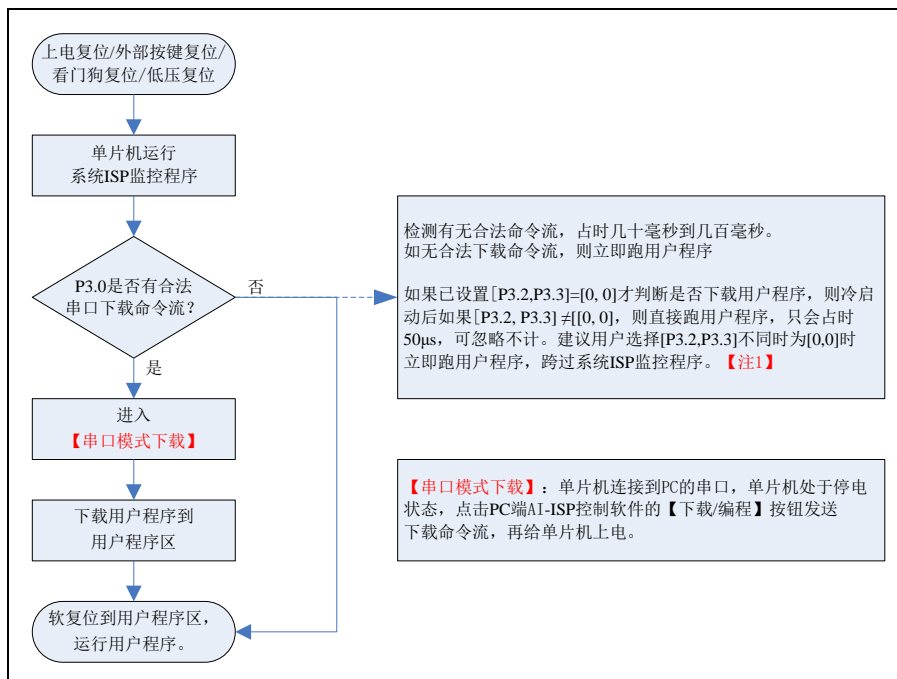 上电复位/外部按键复位/
看门狗复位/低压复位
单片机运行
系统ISP监控程序
P3.0是否有合法
串口下载命令流？
否
是
进入
【串口模式下载】
下载用户程序到
用户程序区
软复位到用户程序区，
运行用户程序。
检测有无合法命令流，占时几十毫秒到几百毫秒。
如无合法下载命令流，则立即跑用户程序
如果已设置[P3.2,P3.3]=[0, 0]才判断是否下载用户程序，则冷启
动后如果[P3.2, P3.3] ≠[[0, 0]，则直接跑用户程序，只会占时
50μs，可忽略不计。建议用户选择[P3.2,P3.3]不同时为[0,0]时
立即跑用户程序，跨过系统ISP监控程序。【注1】
【串口模式下载】：单片机连接到PC的串口，单片机处于停电
状态，点击PC端AI-ISP控制软件的【下载/编程】按钮发送
下载命令流，再给单片机上电。